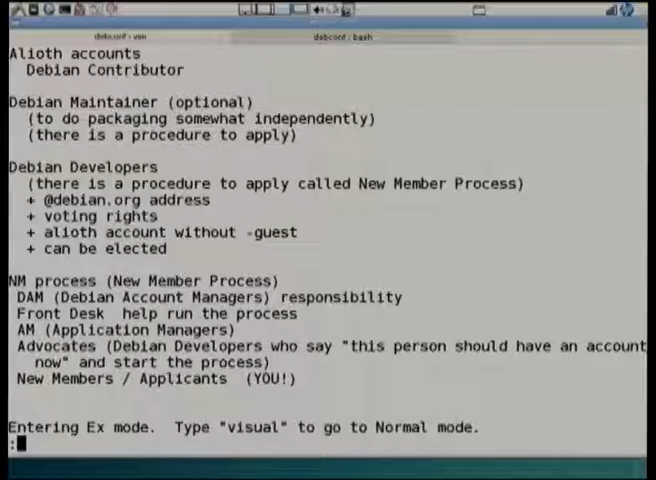 debconf : vim
debconf : bash
Alioth accounts
Debian Contributor
Debian Maintainer (optional)
(to do packaging somewhat independently)
(there is a procedure to apply)
Debian Developers
(there is a procedure to apply called New Member Process)
+ @debian.org address
+ voting rights
+ alioth account without -guest
+ can be elected
NM process (New Member Process)
DAM (Debian Account Managers) responsibility
Front Desk  help run the process
AM (Application Managers)
Advocates (Debian Developers who say "this person should have an account
now" and start the process)
New Members / Applicants  (YOU!)
Entering Ex mode.  Type "visual" to go to Normal mode.
: